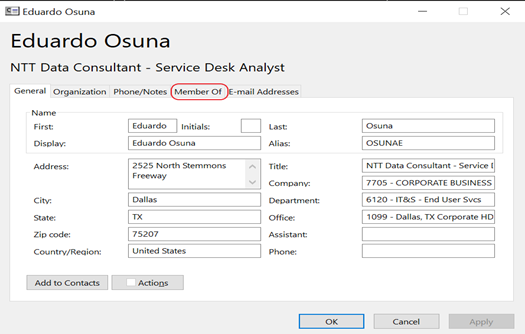 Eduardo Osuna
Eduardo Osuna
NTT Data Consultant - Service Desk Analyst
General Organization Phone/Notes Member Of E-mail Addresses
Name
First: Eduardo Initials: Last: Osuna
Display: Eduardo Osuna Alias: OSUNAE
Address: 2525 North Stemmons Freeway Title: NTT Data Consultant - Service
Company: 7705 - CORPORATE BUSINESS
City: Dallas Department: 6120 - IT&S - End User Svcs
State: TX Office: 1099 - Dallas, TX Corporate HD
Zip code: 75207 Assistant:
Country/Region: United States Phone:
Add to Contacts Actions
OK Cancel Apply